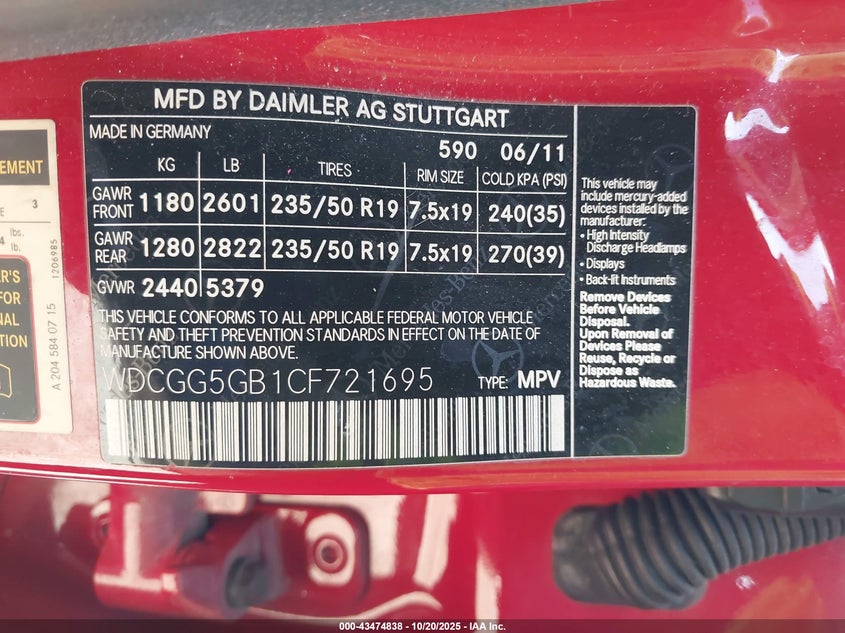 MFD BY DAIMLER AG STUTTGART
MADE IN GERMANY
590 06/11
KG LB TIRES RIM SIZE COLD KPA (PSI)
GAWR FRONT 1180 2601 235/50 R19 7.5x19 240(35)
GAWR REAR 1280 2822 235/50 R19 7.5x19 270(39)
GVWR 2440 5379
THIS VEHICLE CONFORMS TO ALL APPLICABLE FEDERAL MOTOR VEHICLE
SAFETY AND THEFT PREVENTION STANDARDS IN EFFECT ON THE DATE OF
MANUFACTURE SHOWN ABOVE.
WDCGG5GB1CF721695 TYPE: MPV
This vehicle may
include mercury-added
devices installed by the
manufacturer:
• High Intensity
Discharge Headlamps
• Displays
• Back-lit Instruments
Remove Devices
Before Vehicle
Disposal.
Upon Removal of
Devices Please
Reuse, Recycle or
Dispose as
Hazardous Waste.
EMENT
3
lbs.
lb.
1206985
A 204 584 07 15
000-43474838 - 10/20/2025 - IAA Inc.